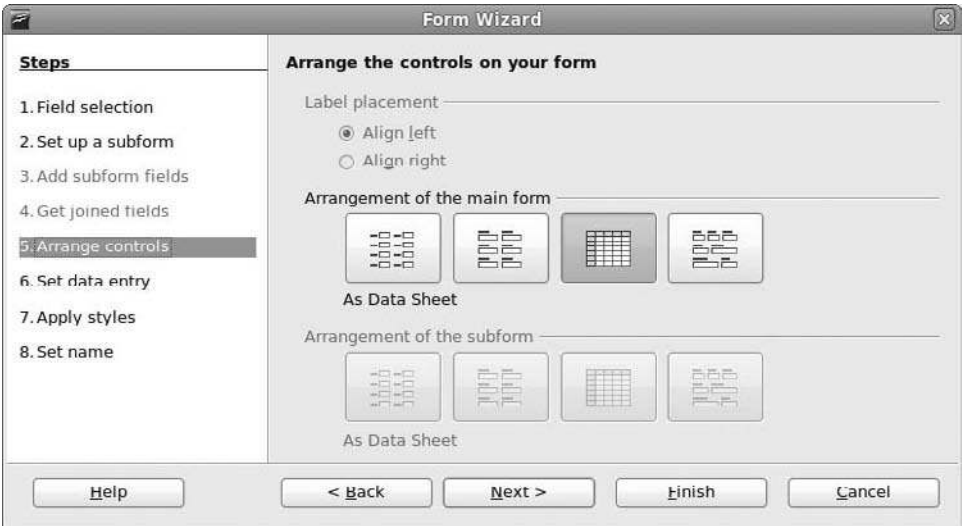 Form Wizard
Steps
1. Field selection
2. Set up a subform
3. Add subform fields
4. Get joined fields
5. Arrange controls
6. Set data entry
7. Apply styles
8. Set name
Arrange the controls on your form
Label placement
Align left
Align right
Arrangement of the main form
As Data Sheet
Arrangement of the subform
As Data Sheet
Help < Back Next > Finish Cancel